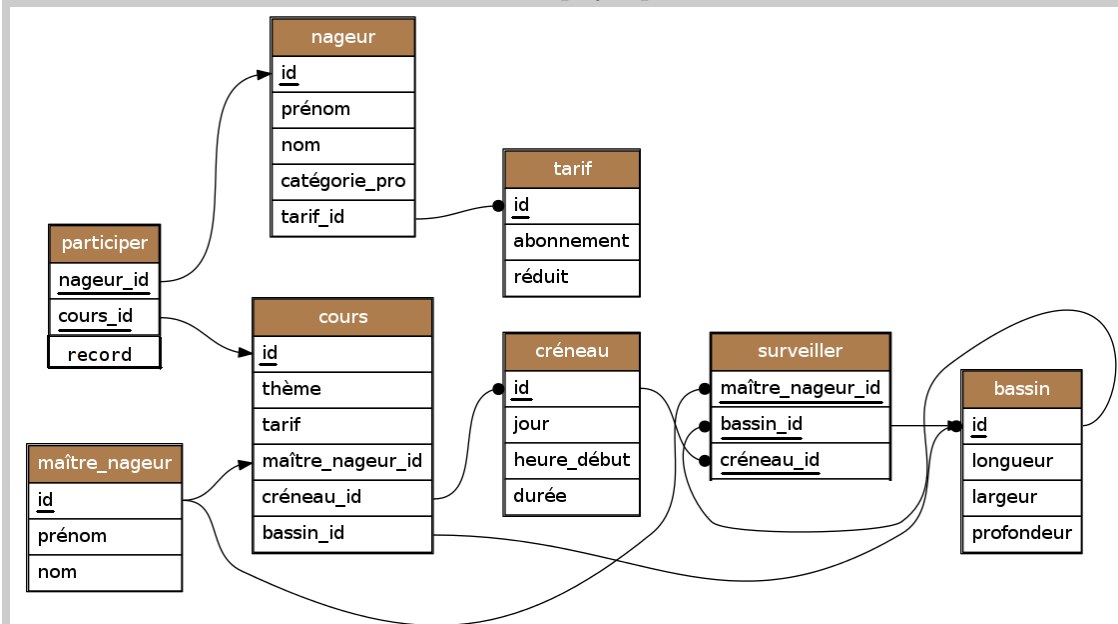 nageur
id
prénom
nom
catégorie_pro
tarif_id
tarif
id
abonnement
réduit
participer
nageur_id
cours_id
record
cours
id
thème
tarif
maître_nageur_id
créneau_id
bassin_id
créneau
id
jour
heure_début
durée
surveiller
maître_nageur_id
bassin_id
créneau_id
bassin
id
longueur
largeur
profondeur
maître_nageur
id
prénom
nom